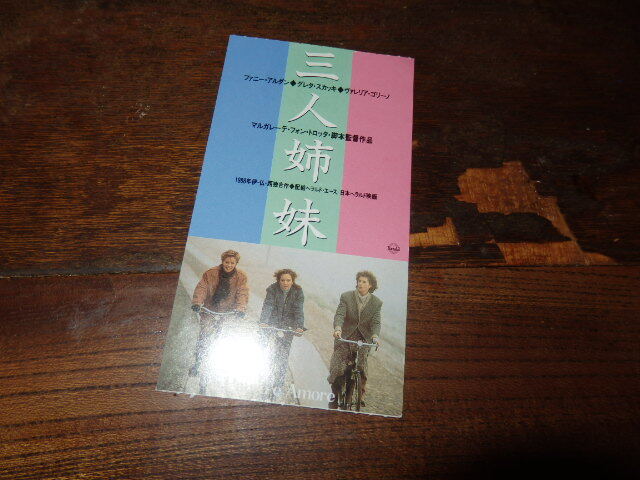 三人姉妹
ファニー・アルダン◆グレタ・スカッキ◆ヴァレリア・ゴリーノ
マルガレーテ・フォン・トロッタ・脚本監督作品
1988年伊・仏・西独合作◆配給ヘラルド・エース 日本ヘラルド映画
e Amore